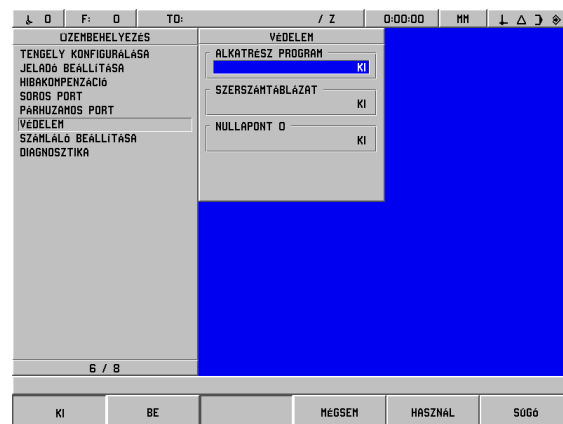 0 F: 0 T0: / Z 0:00:00 MM
ÜZEMBEHELYEZÉS
TENGELY KONFIGURÁLÁSA
JELADÓ BEÁLLÍTÁSA
HIBAKOMPENZÁCIÓ
SOROS PORT
PÁRHUZAMOS PORT
VÉDELEM
SZÁMLÁLÓ BEÁLLÍTÁSA
DIAGNOSZTIKA
6 / 8
VÉDELEM
ALKATRÉSZ PROGRAM
KI
SZERSZÁMTÁBLÁZAT
KI
NULLAPONT 0
KI
KI BE MÉGSEM HASZNÁL SÚGÓ